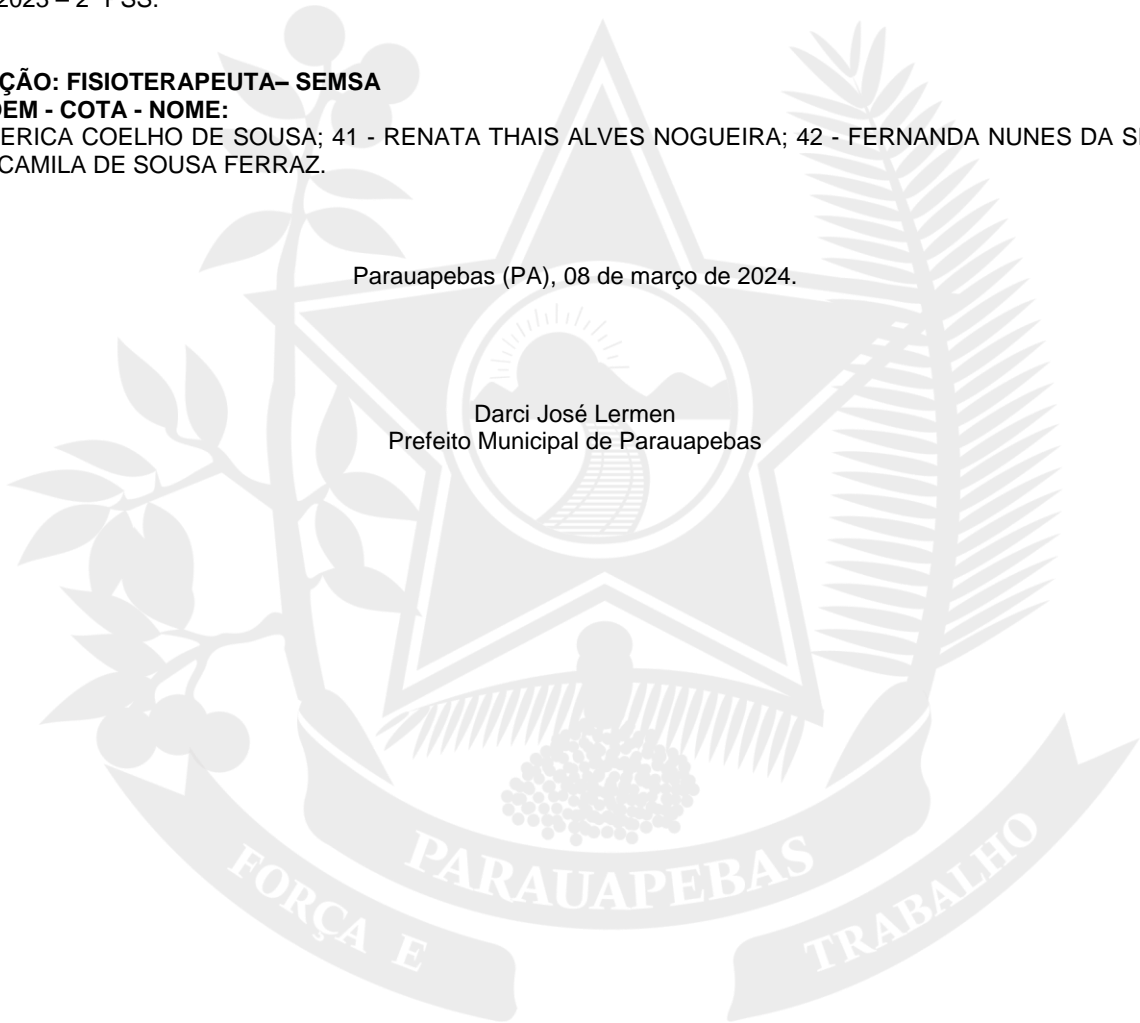 2023 – 2º PSS.
ÇÃO: FISIOTERAPEUTA– SEMSA
DEM - COTA - NOME:
ERICA COELHO DE SOUSA; 41 - RENATA THAIS ALVES NOGUEIRA; 42 - FERNANDA NUNES DA
CAMILA DE SOUSA FERRAZ.
Parauapebas (PA), 08 de março de 2024.
Darci José Lermen
Prefeito Municipal de Parauapebas
PARAUAPEBAS
FORÇA E TRABALHO